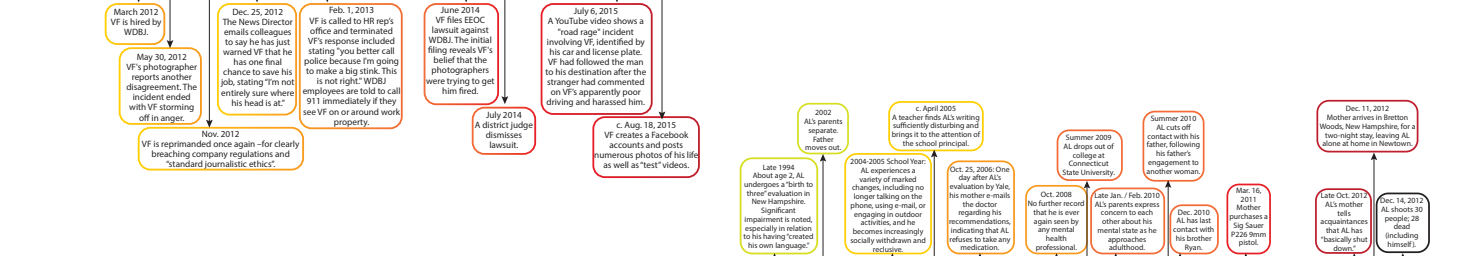 March 2012
VF is hired by
WDBJ.
May 30, 2012
VF's photographer
reports another
disagreement. The
incident ended
with VF storming
off in anger.
Nov. 2012
VF is reprimanded once again –for clearly
breaching company regulations and
"standard journalistic ethics".
Dec. 25, 2012
The News Director
emails colleagues
to say he has just
warned VF that he
has one final
chance to save his
job, stating "I'm not
entirely sure where
his head is at."
Feb. 1, 2013
VF is called to HR rep's
office and terminated
VF's response included
stating "you better call
police because I'm going
to make a big stink. This
is not right." WDBJ
employees are told to call
911 immediately if they
see VF on or around work
property.
June 2014
VF files EEOC
lawsuit against
WDBJ. The initial
filing reveals VF's
belief that the
photographers
were trying to get
him fired.
July 2014
A district judge
dismisses
lawsuit.
July 6, 2015
A YouTube video shows a
"road rage" incident
involving VF, identified by
his car and license plate.
VF had followed the man
to his destination after the
stranger had commented
on VF's apparently poor
driving and harassed him.
c. Aug. 18, 2015
VF creates a Facebook
accounts and posts
numerous photos of his life
as well as "test" videos.
Late 1994
About age 2, AL
undergoes a "birth to
three" evaluation in
New Hampshire.
Significant
impairment is noted,
especially in relation
to his having "created
his own language."
2002
AL's parents
separate.
Father
moves out.
2004-2005 School Year:
AL experiences a
variety of marked
changes, including no
longer talking on the
phone, using e-mail, or
engaging in outdoor
activities, and he
becomes increasingly
socially withdrawn and
reclusive.
c. April 2005
A teacher finds AL's writing
sufficiently disturbing and
brings it to the attention of
the school principal.
Oct. 25, 2006: One
day after AL's
evaluation by Yale,
his mother e-mails
the doctor
regarding his
recommendations,
indicating that AL
refuses to take any
medication.
Oct. 2008
No further record
that he is ever
again seen by
any mental
health
professional.
Summer 2009
AL drops out of
college at
Connecticut
State University.
Late Jan. / Feb. 2010
AL's parents express
concern to each
other about his
mental state as he
approaches
adulthood.
Summer 2010
AL cuts off
contact with his
father, following
his father's
engagement to
another woman.
Dec. 2010
AL has last
contact with
his brother
Ryan.
Mar. 16,
2011
Mother
purchases a
Sig Sauer
P226 9mm
pistol.
Late Oct. 2012
AL's mother
tells
acquaintances
that AL has
"basically shut
down."
Dec. 11, 2012
Mother arrives in Bretton
Woods, New Hampshire, for a
two-night stay, leaving AL
alone at home in Newtown.
Dec. 14, 2012
AL shoots 30
people; 28
dead
(including
himself).